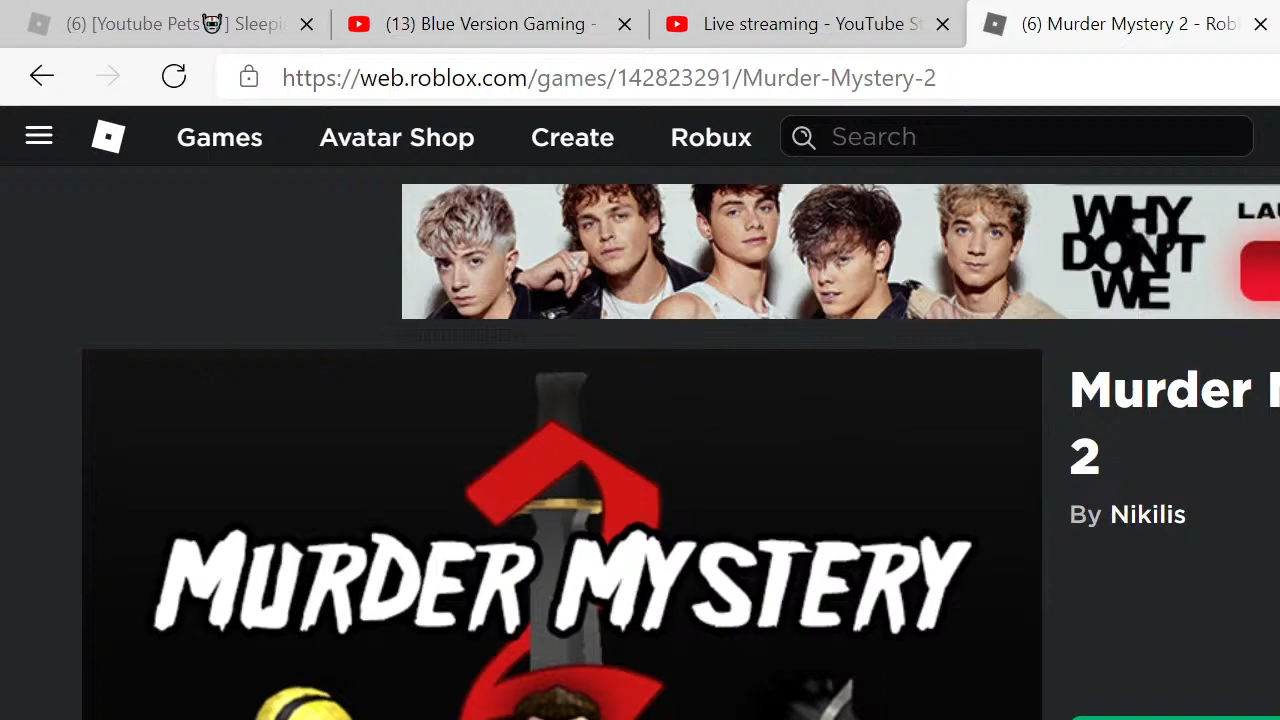 (6) [Youtube Pets] Sleepi
(13) Blue Version Gaming -
Live streaming - YouTube St
(6) Murder Mystery 2 - Robl
https://web.roblox.com/games/142823291/Murder-Mystery-2
Games
Avatar Shop
Create
Robux
Search
WHY
DON'T
WE
LA
Murder
2
By Nikilis
2
MURDER MYSTERY